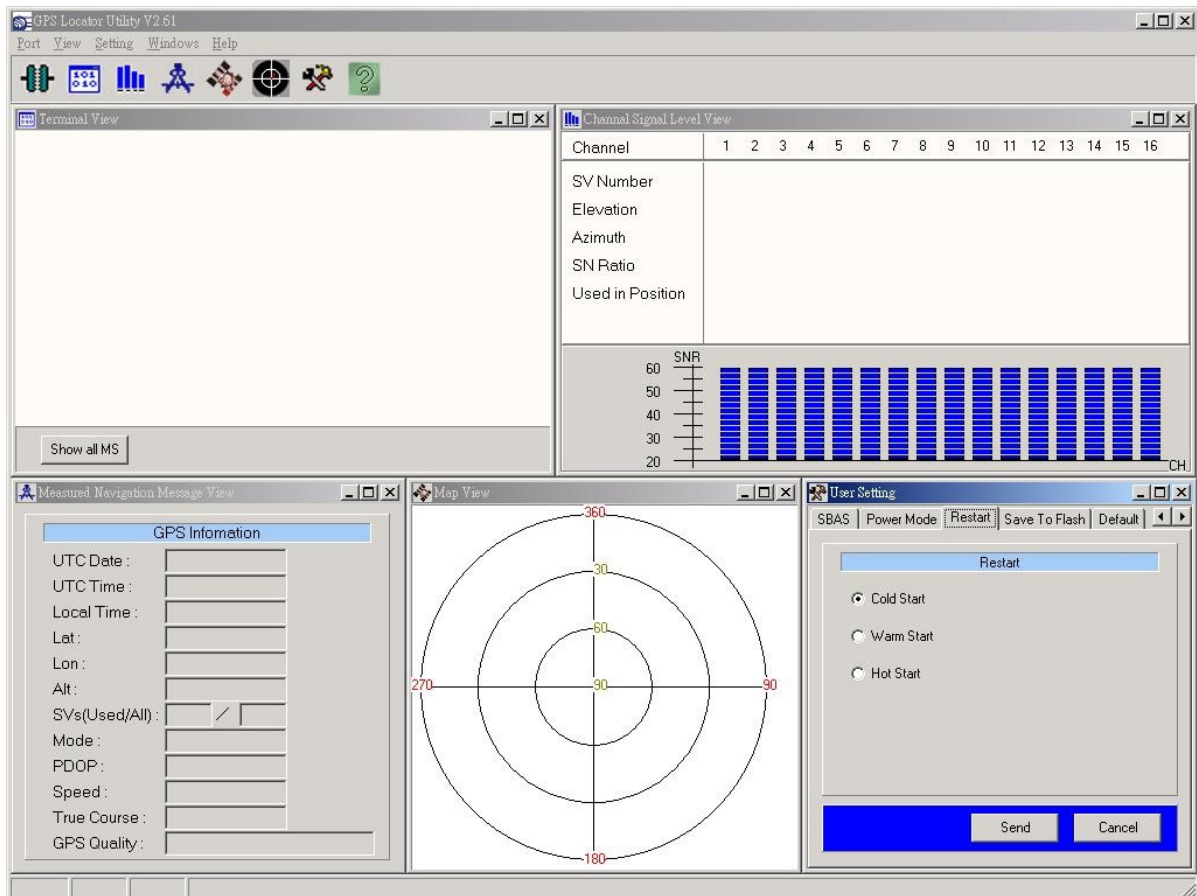 GPS Locator Utility V2.61
Port View Setting Windows Help
101
010
Terminal View
Show all MS
Channal Signal Level View
Channel 1 2 3 4 5 6 7 8 9 10 11 12 13 14 15 16
SV Number
Elevation
Azimuth
SN Ratio
Used in Position
SNR
60
50
40
30
20
CH
Measured Navigation Message View
GPS Infomation
UTC Date :
UTC Time :
Local Time :
Lat :
Lon :
Alt :
SVs(Used/All) : /
Mode :
PDOP :
Speed :
True Course :
GPS Quality :
Map View
360
30
60
270 90 90
180
User Setting
SBAS Power Mode Restart Save To Flash Default
Restart
Cold Start
Warm Start
Hot Start
Send Cancel